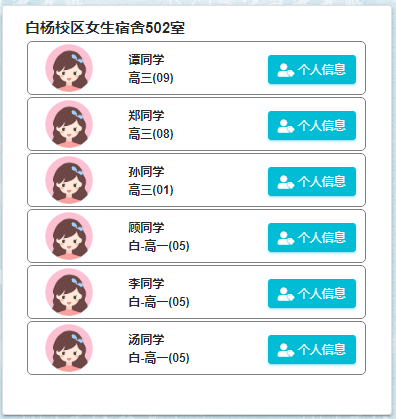 白杨校区女生宿舍502室
谭同学
高三(09)
个人信息
郑同学
高三(08)
个人信息
孙同学
高三(01)
个人信息
顾同学
白-高一(05)
个人信息
李同学
白-高一(05)
个人信息
汤同学
白-高一(05)
个人信息